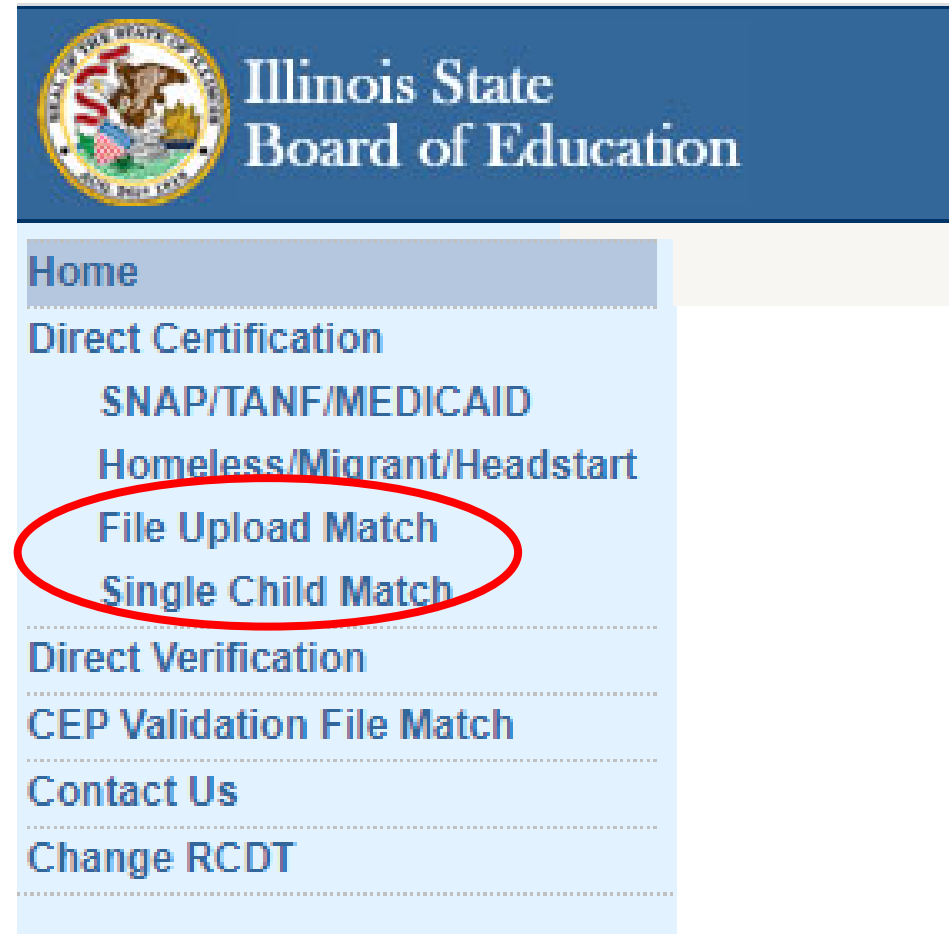 Illinois State
Board of Education
Home
Direct Certification
SNAP/TANF/MEDICAID
Homeless/Migrant/Headstart
File Upload Match
Single Child Match
Direct Verification
CEP Validation File Match
Contact Us
Change RCDT